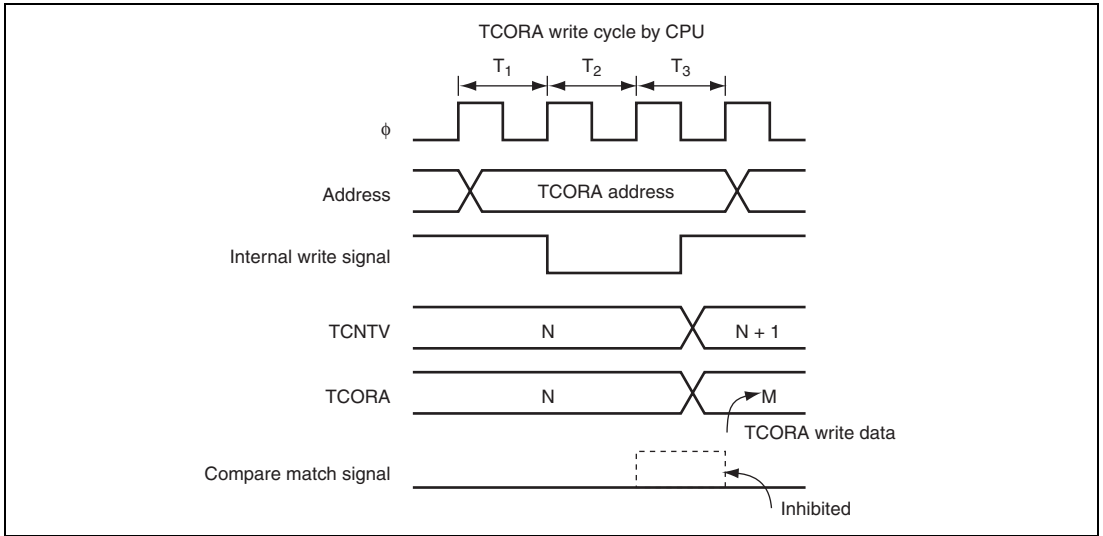 TCORA write cycle by CPU
T1 T2 T3
ϕ
Address TCORA address
Internal write signal
TCNTV N N + 1
TCORA N M
TCORA write data
Compare match signal
Inhibited